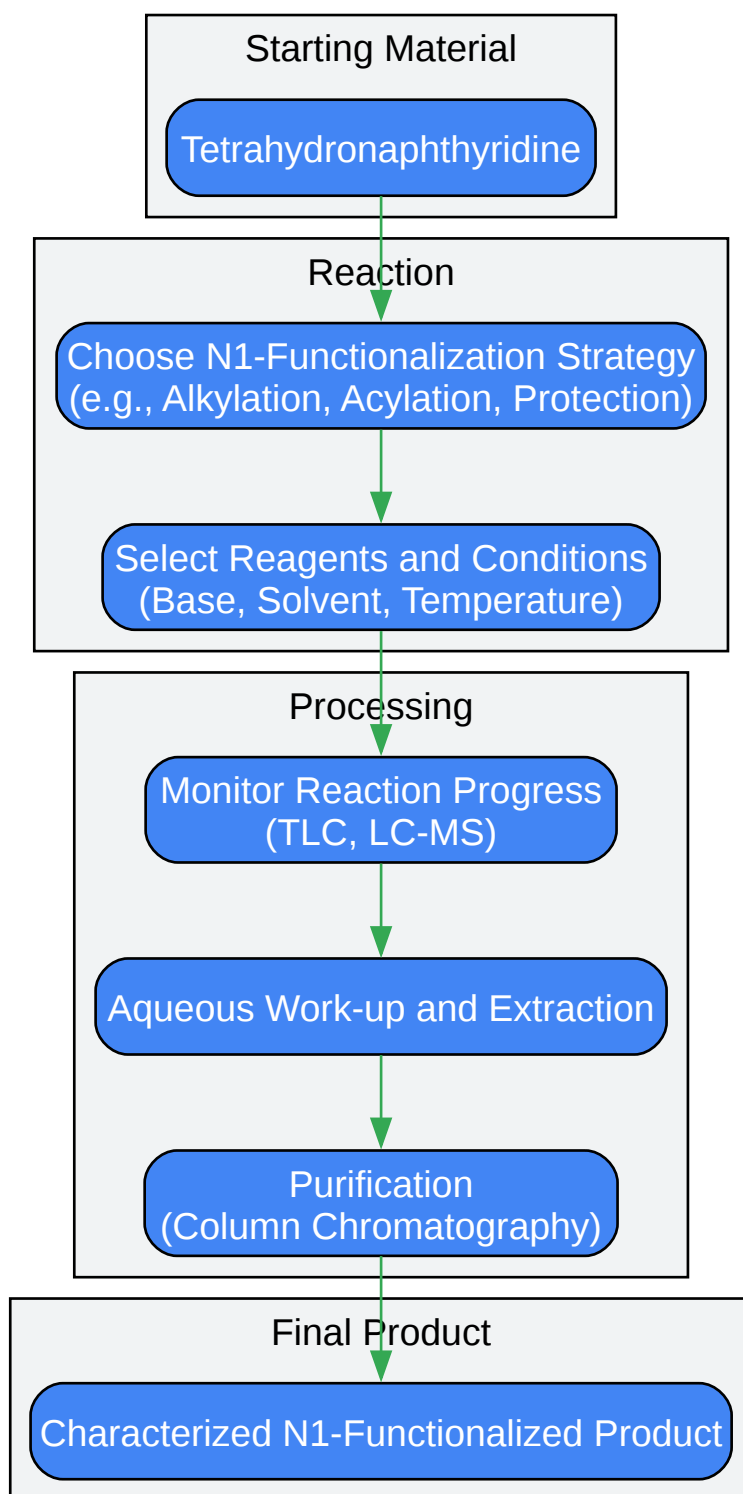 Starting Material
Tetrahydronaphthyridine
Reaction
Choose N1-Functionalization Strategy
(e.g., Alkylation, Acylation, Protection)
Select Reagents and Conditions
(Base, Solvent, Temperature)
Processing
Monitor Reaction Progress
(TLC, LC-MS)
Aqueous Work-up and Extraction
Purification
(Column Chromatography)
Final Product
Characterized N1-Functionalized Product